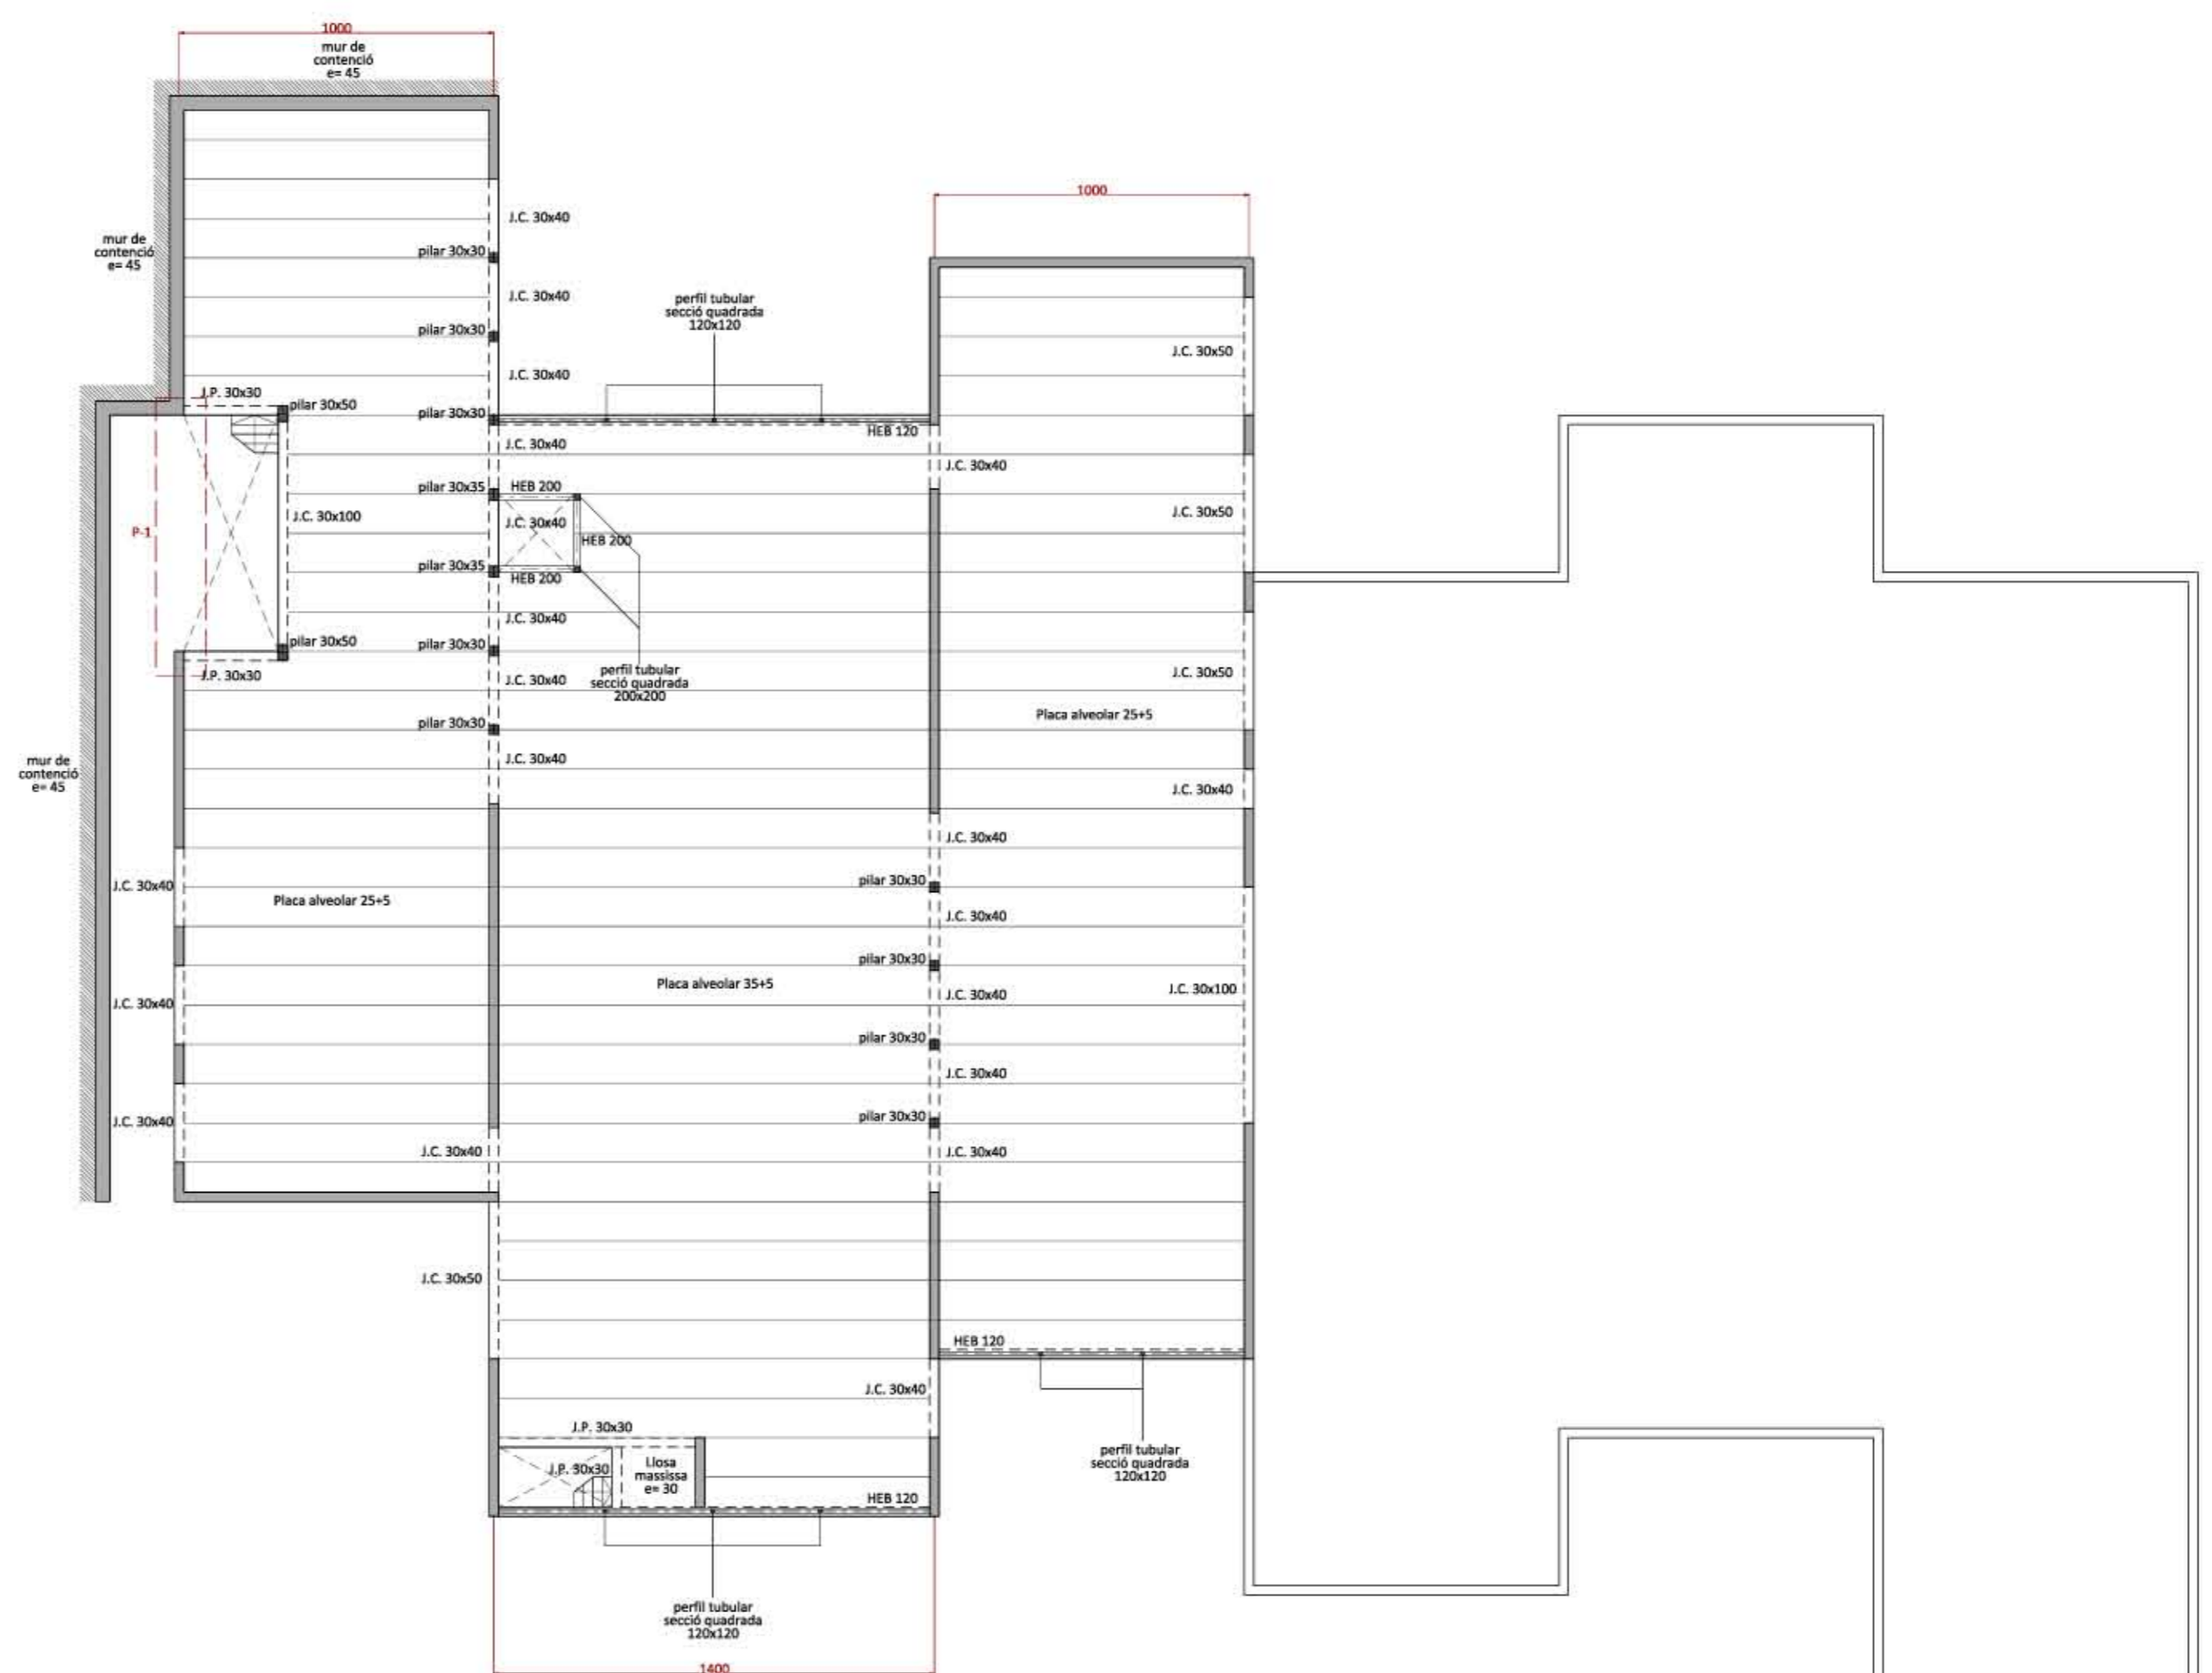 1000
mur de
contenció
e= 45
1000
J.C. 30x40
mur de
contenció
e= 45
pilar 30x30
J.C. 30x40
perfil tubular
secció quadrada
120x120
pilar 30x30
J.C. 30x50
J.C. 30x40
J.P. 30x30
pilar 30x50
pilar 30x30
HEB 120
J.C. 30x40
J.C. 30x40
pilar 30x35
HEB 200
J.C. 30x50
J.C. 30x100
J.C. 30x40
P-1
HEB 200
pilar 30x35
HEB 200
J.C. 30x40
pilar 30x50
pilar 30x30
J.P. 30x30
J.C. 30x40
perfil tubular
secció quadrada
200x200
J.C. 30x50
Placa alveolar 25+5
pilar 30x30
mur de
contenció
e= 45
J.C. 30x40
J.C. 30x40
J.C. 30x40
J.C. 30x40
Placa alveolar 25+5
pilar 30x30
J.C. 30x40
pilar 30x30
Placa alveolar 35+5
J.C. 30x40
J.C. 30x100
J.C. 30x40
pilar 30x30
J.C. 30x40
J.C. 30x40
pilar 30x30
J.C. 30x40
J.C. 30x40
J.C. 30x50
HEB 120
J.C. 30x40
J.P. 30x30
J.P. 30x30
Llosa
massissa
e= 30
HEB 120
perfil tubular
secció quadrada
120x120
perfil tubular
secció quadrada
120x120
1400